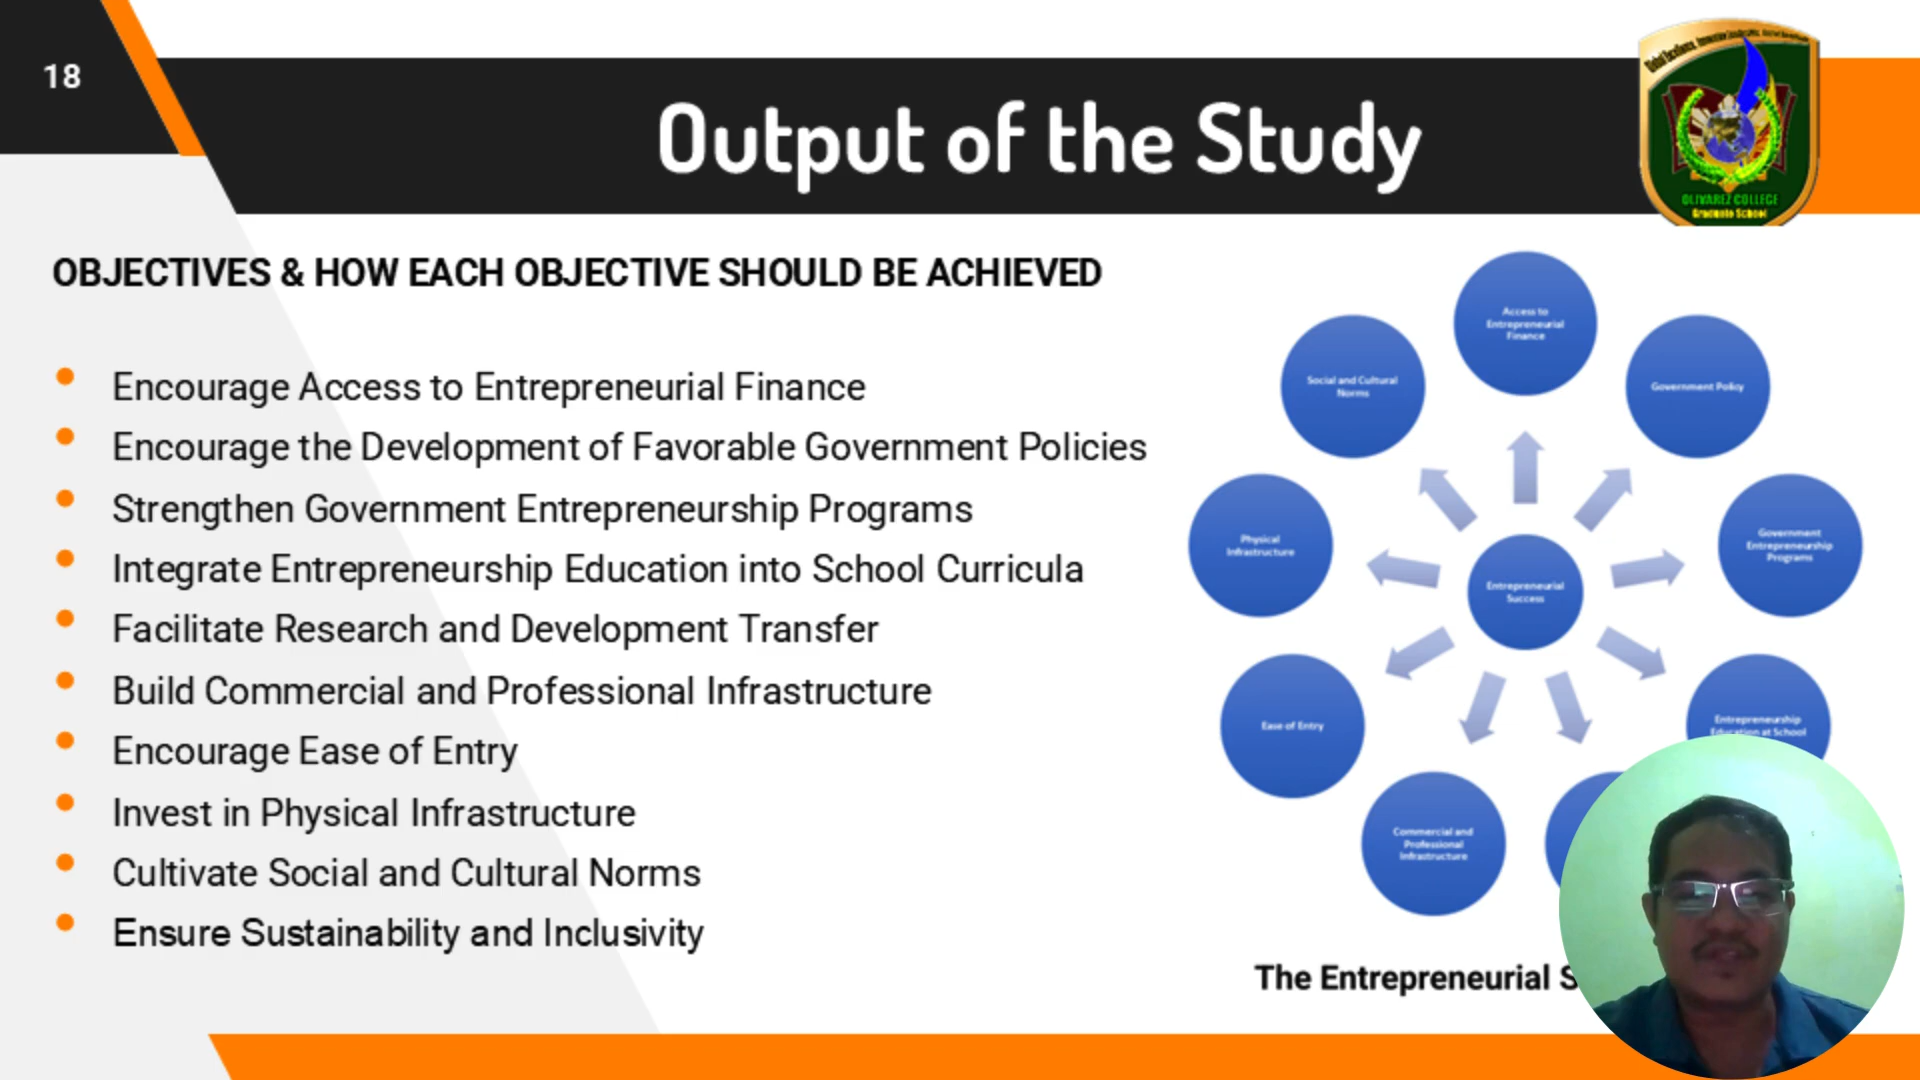 18
Output of the Study
OLIVAREZ COLLEGE
Graduate School
OBJECTIVES & HOW EACH OBJECTIVE SHOULD BE ACHIEVED
Encourage Access to Entrepreneurial Finance
Encourage the Development of Favorable Government Policies
Strengthen Government Entrepreneurship Programs
Integrate Entrepreneurship Education into School Curricula
Facilitate Research and Development Transfer
Build Commercial and Professional Infrastructure
Encourage Ease of Entry
Invest in Physical Infrastructure
Cultivate Social and Cultural Norms
Ensure Sustainability and Inclusivity
Access to
Entrepreneurial
Finance
Government Policy
Government
Entrepreneurship
Programs
Entrepreneurship
Education at School
Commercial and
Professional
Infrastructure
Ease of Entry
Physical
Infrastructure
Social and Cultural
Norms
Entrepreneurial
Success
The Entrepreneurial S